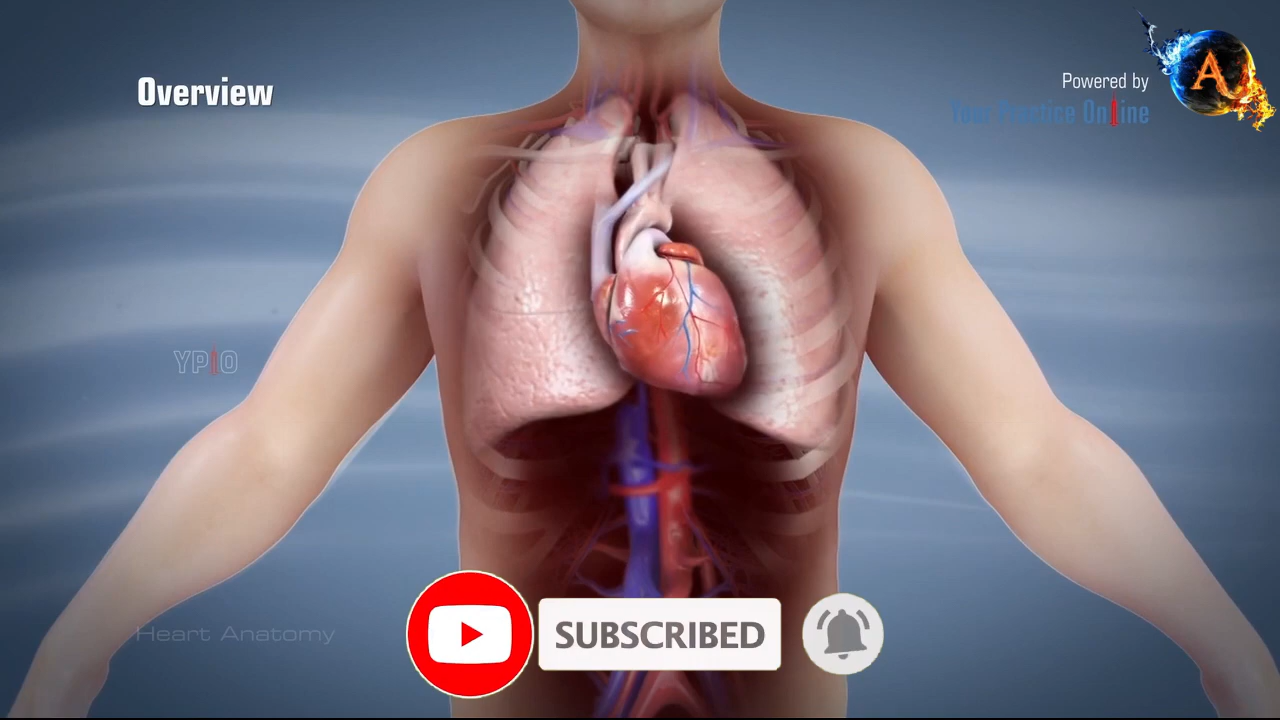 Overview
Powered by
Your Practice Online
YPO
A
Heart Anatomy
SUBSCRIBED